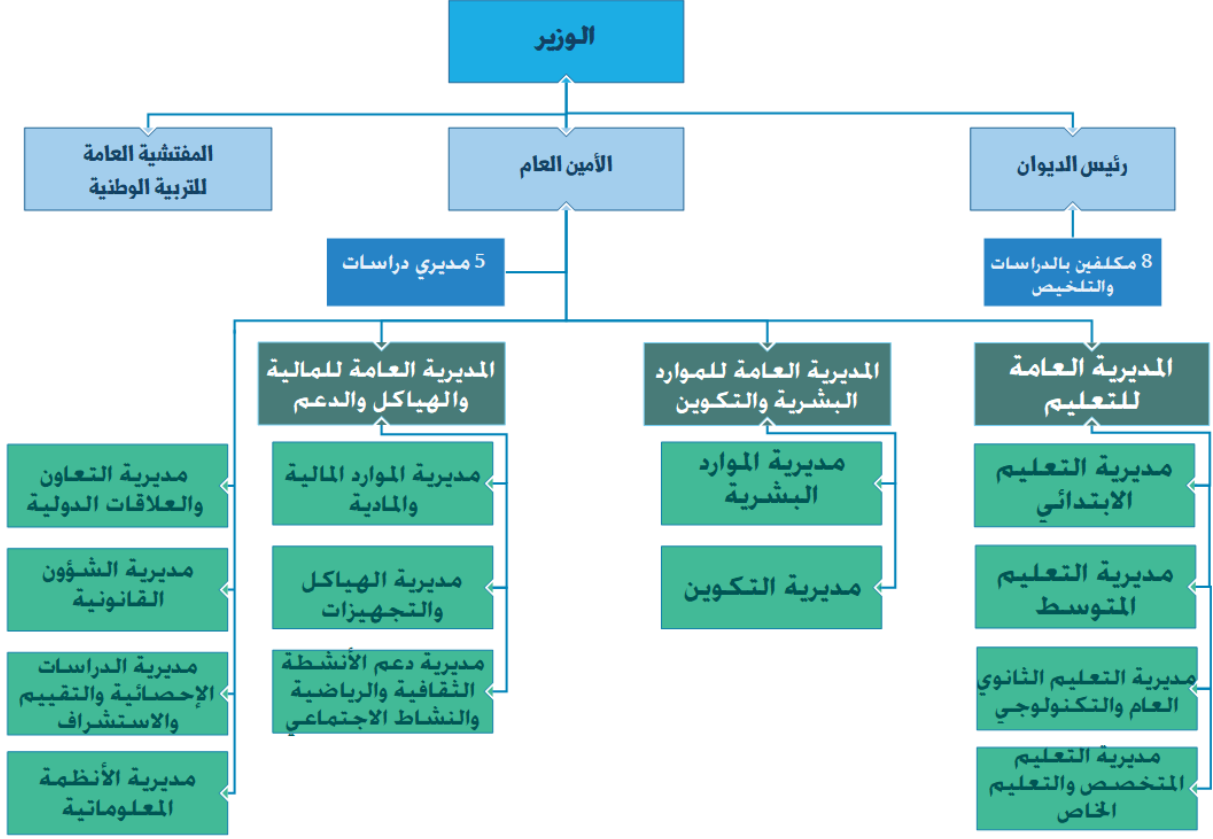 الوزير
رئيس الديوان
الأمين العام
المفتشية العامة
للتربية الوطنية
8 مكلفين بالدراسات
والتلخيص
5 مديري دراسات
المديرية العامة
للتعليم
المديرية العامة للموارد
البشرية والتكوين
المديرية العامة للمالية
والهياكل والدعم
مديرية التعليم
الابتدائي
مديرية التعليم
المتوسط
مديرية التعليم الثانوي
العام والتكنولوجي
مديرية التعليم
المتخصص والتعليم
الخاص
مديرية الموارد
البشرية
مديرية التكوين
مديرية الموارد المالية
والمادية
مديرية الهياكل
والتجهيزات
مديرية دعم الأنشطة
الثقافية والرياضية
والنشاط الاجتماعي
مديرية التعاون
والعلاقات الدولية
مديرية الشؤون
القانونية
مديرية الدراسات
الإحصائية والتقييم
والاستشراف
مديرية الأنظمة
المعلوماتية